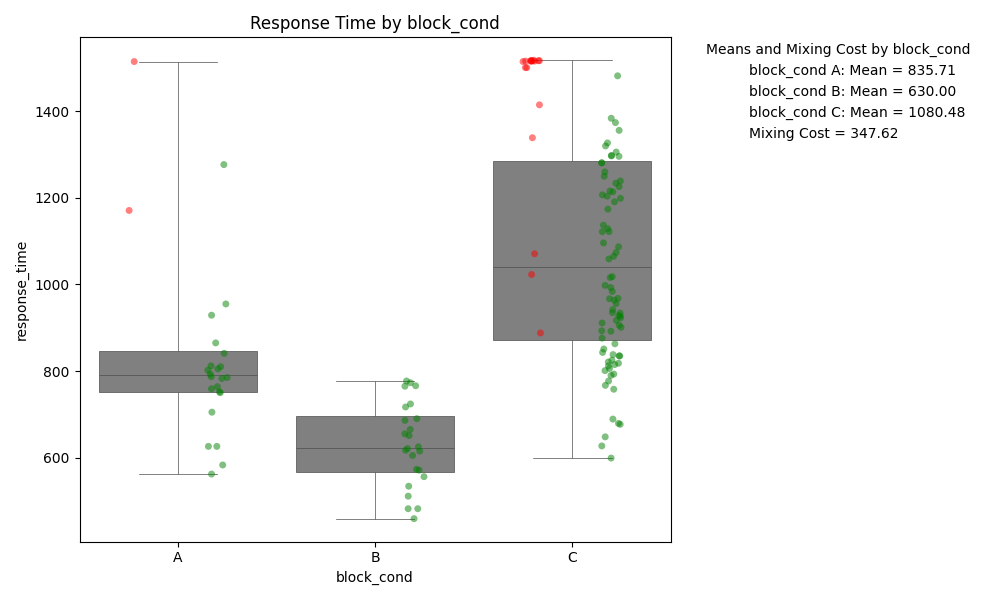 Response Time by block_cond
Means and Mixing Cost by block_cond
block_cond A: Mean = 835.71
block_cond B: Mean = 630.00
block_cond C: Mean = 1080.48
Mixing Cost = 347.62
response_time
1400
1200
1000
800
600
A
B
C
block_cond